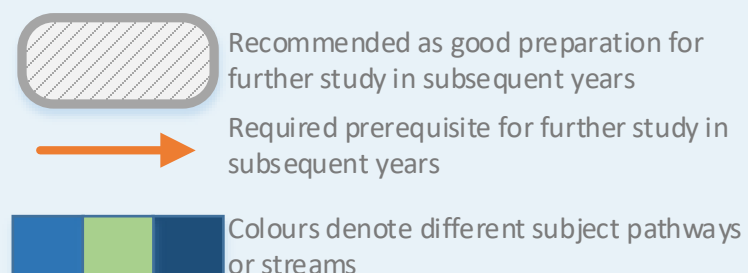 Recommended as good preparation for
further study in subsequent years
Required prerequisite for further study in
subsequent years
Colours denote different subject pathways
or streams